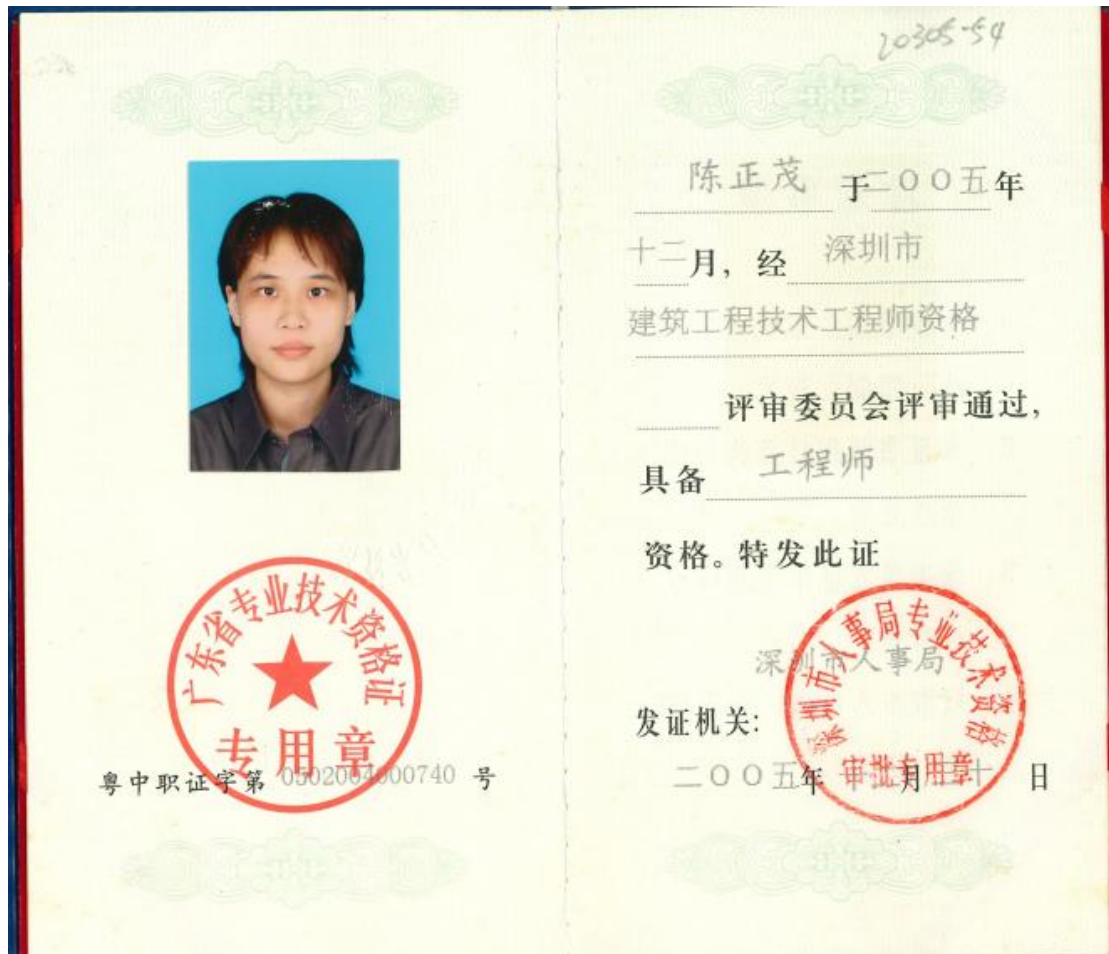 广东省专业技术资格证
专用章
粤中职证字第 0502004000740 号
20305-54
陈正茂 于二〇〇五年
十二月，经 深圳市
建筑工程技术工程师资格
评审委员会评审通过，
具备 工程师
资格。特发此证
深圳市人事局
发证机关：
二〇〇五年 月 十 日
深圳市人事局专业技术资格
审批专用章